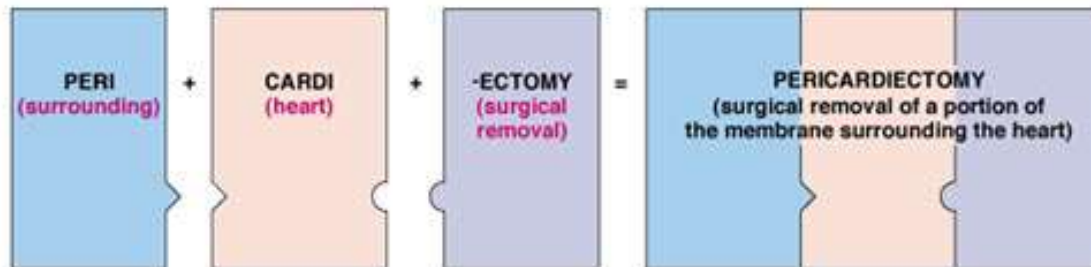 PERI
(surrounding)
+
CARDI
(heart)
+
-ECTOMY
(surgical
removal)
=
PERICARDIECTOMY
(surgical removal of a portion of
the membrane surrounding the heart)